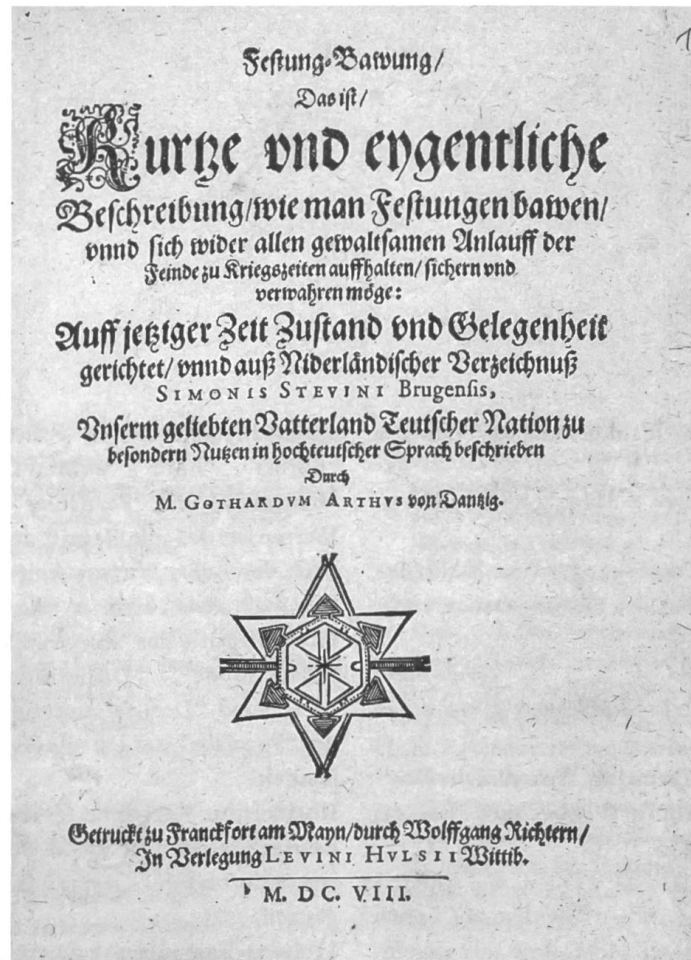 Festung-Bawung/
Das ist/
Kurtze vnd eygentliche
Beschreibung/wie man Festungen bawen/
vnnd sich wider allen gewaltsamen Anlauff der
Feinde zu Kriegszeiten auffhalten/sichern vnd
verwahren möge:
Auff jetziger Zeit Zustand vnd Gelegenheit
gerichtet/vnnd auß Niderländischer Verzeichnuß
SIMONIS STEVINI Brugensis,
Vnserm geliebten Vatterland Teutscher Nation zu
besondern Nutzen in hochteutscher Sprach beschrieben
Durch
M. GOTHARDVM ARTHVS von Dantzig.
Getruckt zu Franckfort am Mayn/durch Wolffgang Richtern/
In Verlegung LEVINI HVLSII Wittib.
M. DC. VIII.